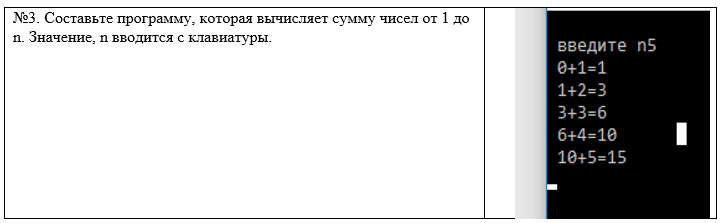 №3. Составьте программу, которая вычисляет сумму чисел от 1 до
n. Значение, n вводится с клавиатуры.
введите n5
0+1=1
1+2=3
3+3=6
6+4=10
10+5=15